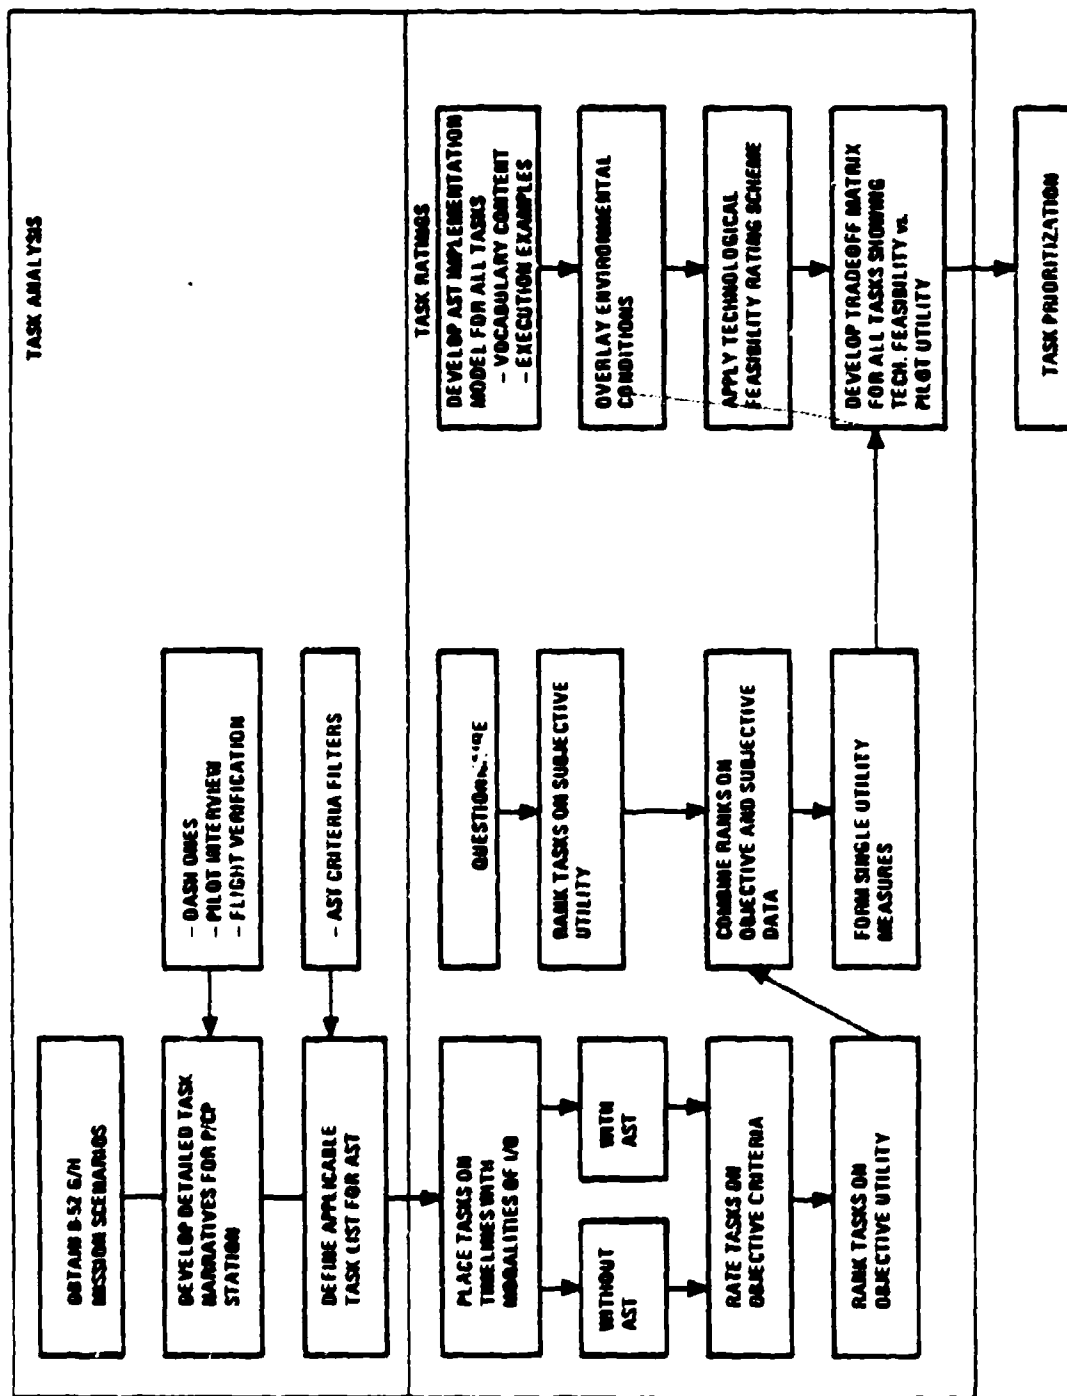 TASK ANALYSIS
OBTAIN B-52 G/H
MISSION SCENARIOS
DEVELOP DETAILED TASK
NARRATIVES FOR P/CP
STATION
- DASH ONES
- PILOT INTERVIEW
- FLIGHT VERIFICATION
DEFINE APPLICABLE
TASK LIST FOR AST
- AST CRITERIA FILTERS
TASK RATINGS
PLACE TASKS ON
TIMELINES WITH
MODALITIES OF I/O
WITHOUT
AST
WITH
AST
RATE TASKS ON
OBJECTIVE CRITERIA
RANK TASKS ON
OBJECTIVE UTILITY
QUESTIONNAIRE
RANK TASKS ON SUBJECTIVE
UTILITY
COMBINE RANKS ON
OBJECTIVE AND SUBJECTIVE
DATA
FORM SINGLE UTILITY
MEASURES
DEVELOP AST IMPLEMENTATION
MODEL FOR ALL TASKS
- VOCABULARY CONTENT
- EXECUTION EXAMPLES
OVERLAY ENVIRONMENTAL
CONDITIONS
APPLY TECHNOLOGICAL
FEASIBILITY RATING SCHEME
DEVELOP TRADEOFF MATRIX
FOR ALL TASKS SHOWING
TECH. FEASIBILITY vs.
PILOT UTILITY
TASK PRIORITIZATION